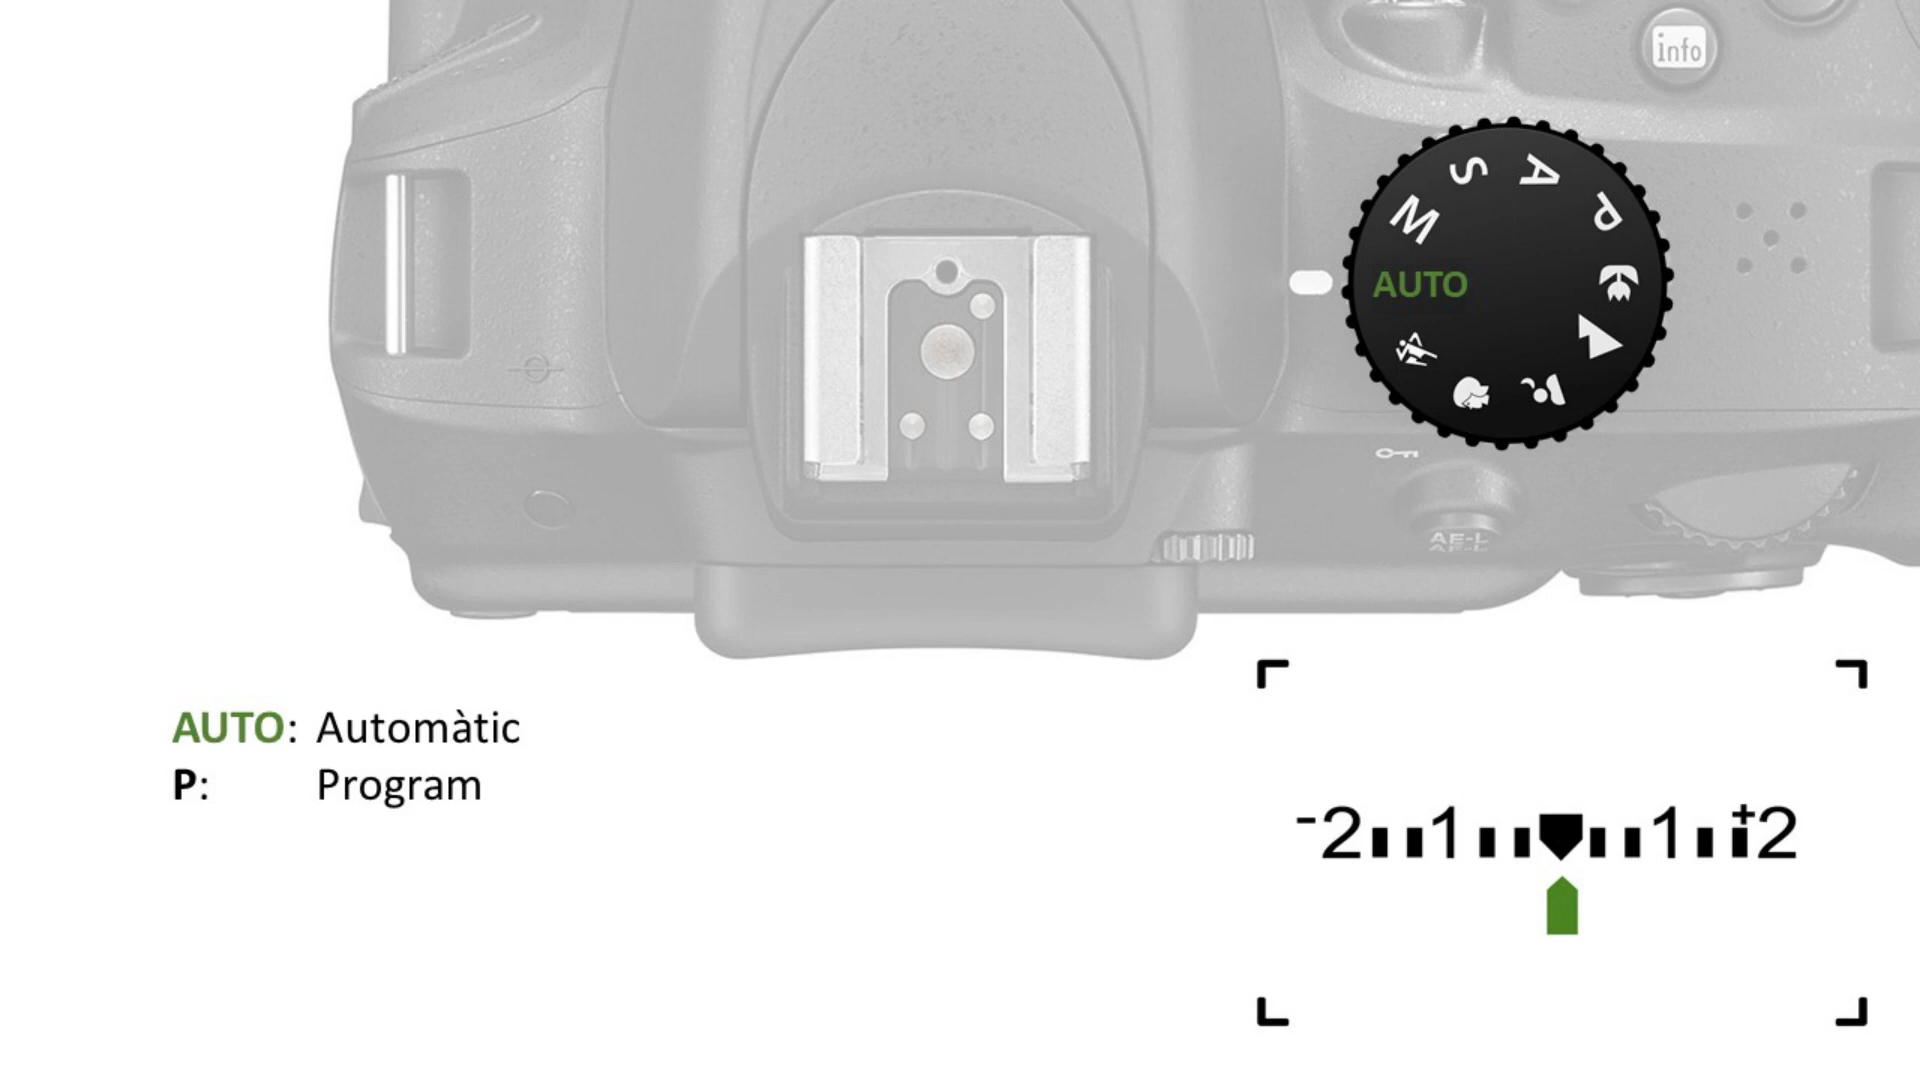 info
S A
M P
AUTO
AE-L
AUTO: Automàtic
P: Program
-2 1 1 +2